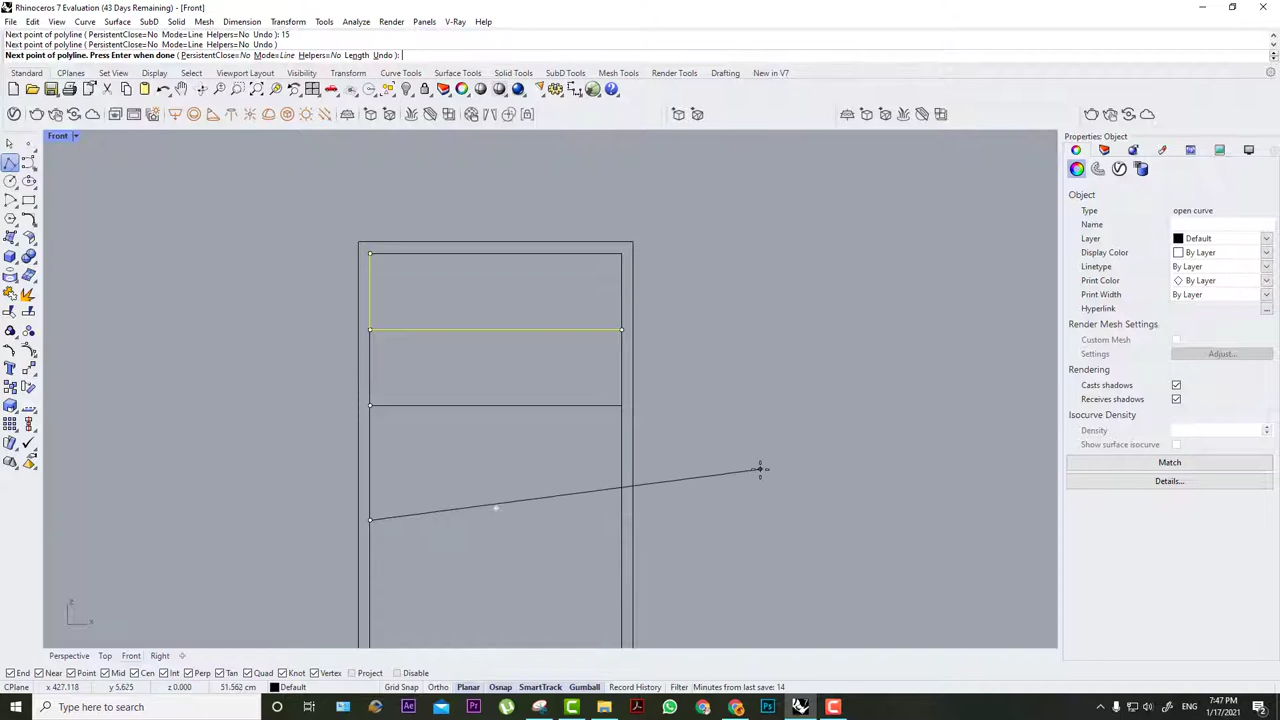 Rhinoceros 7 Evaluation (43 Days Remaining) - [Front]
File Edit View Curve Surface SubD Solid Mesh Dimension Transform Tools Analyze Render Panels V-Ray Help
Next point of polyline ( PersistentClose=No Mode=Line Helpers=No Undo ): 15
Next point of polyline ( PersistentClose=No Mode=Line Helpers=No Undo )
Next point of polyline. Press Enter when done ( PersistentClose=No Mode=Line Helpers=No Length Undo ):
Standard CPlanes Set View Display Select Viewport Layout Visibility Transform Curve Tools Surface Tools Solid Tools SubD Tools Mesh Tools Render Tools Drafting New in V7
Front
Properties: Object
Object
Type open curve
Name
Layer Default
Display Color By Layer
Linetype By Layer
Print Color By Layer
Print Width By Layer
Hyperlink ...
Render Mesh Settings
Custom Mesh
Settings Adjust...
Rendering
Casts shadows
Receives shadows
Isocurve Density
Density
Show surface isocurve
Match
Details...
z
x
Perspective Top Front Right
End Near Point Mid Cen Int Perp Tan Quad Knot Vertex Project Disable
CPlane x 427.118 y 5.625 z 0.000 51.562 cm Default Grid Snap Ortho Planar Osnap SmartTrack Gumball Record History Filter Minutes from last save: 14
Type here to search
7:47 PM
1/17/2021